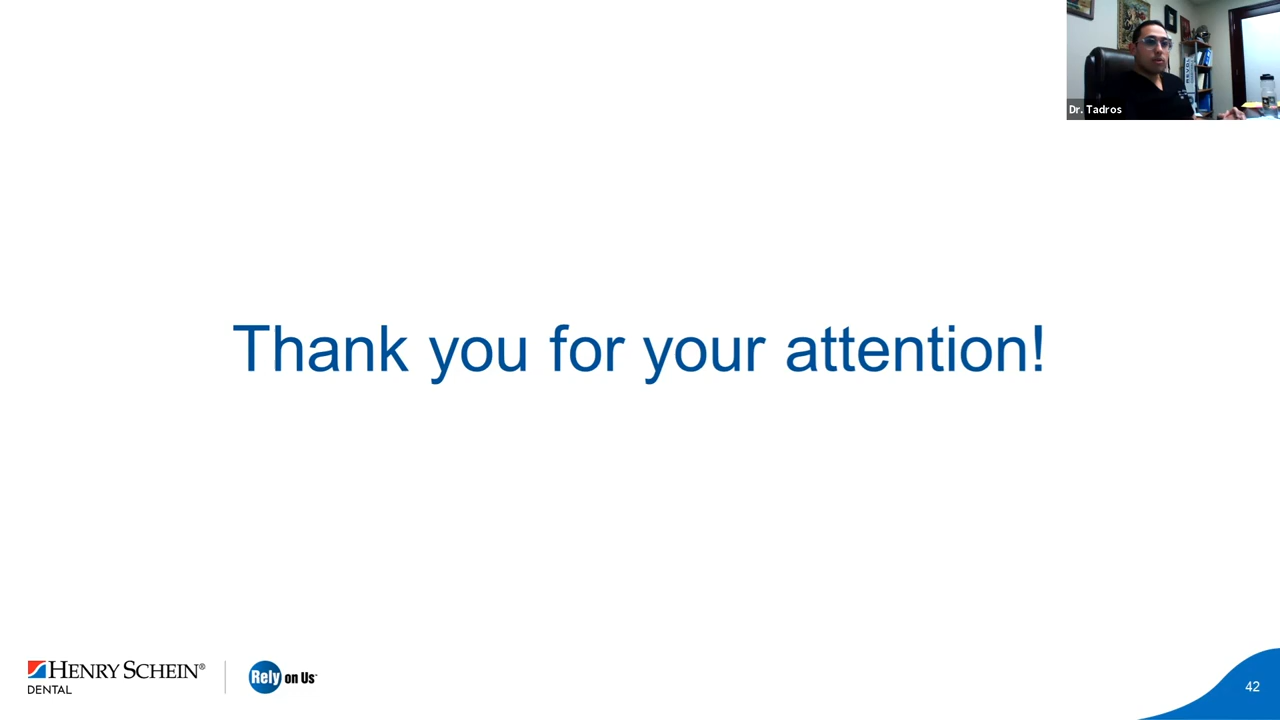 Dr. Tadros
Thank you for your attention!
HENRY SCHEIN®
DENTAL
Rely on Us
42